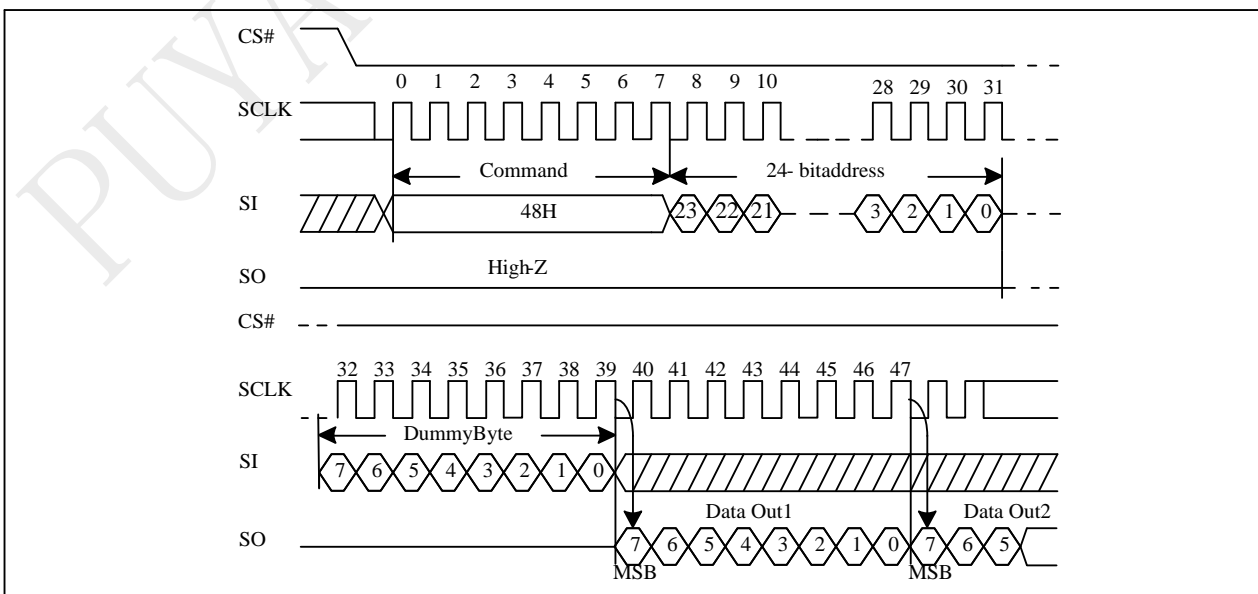 PUYA
CS#
0 1 2 3 4 5 6 7 8 9 10 28 29 30 31
SCLK
Command 24- bitaddress
SI 48H 23 22 21 3 2 1 0
High-Z
SO
CS#
32 33 34 35 36 37 38 39 40 41 42 43 44 45 46 47
SCLK
DummyByte
SI 7 6 5 4 3 2 1 0
Data Out1 Data Out2
SO 7 6 5 4 3 2 1 0 7 6 5
MSB MSB